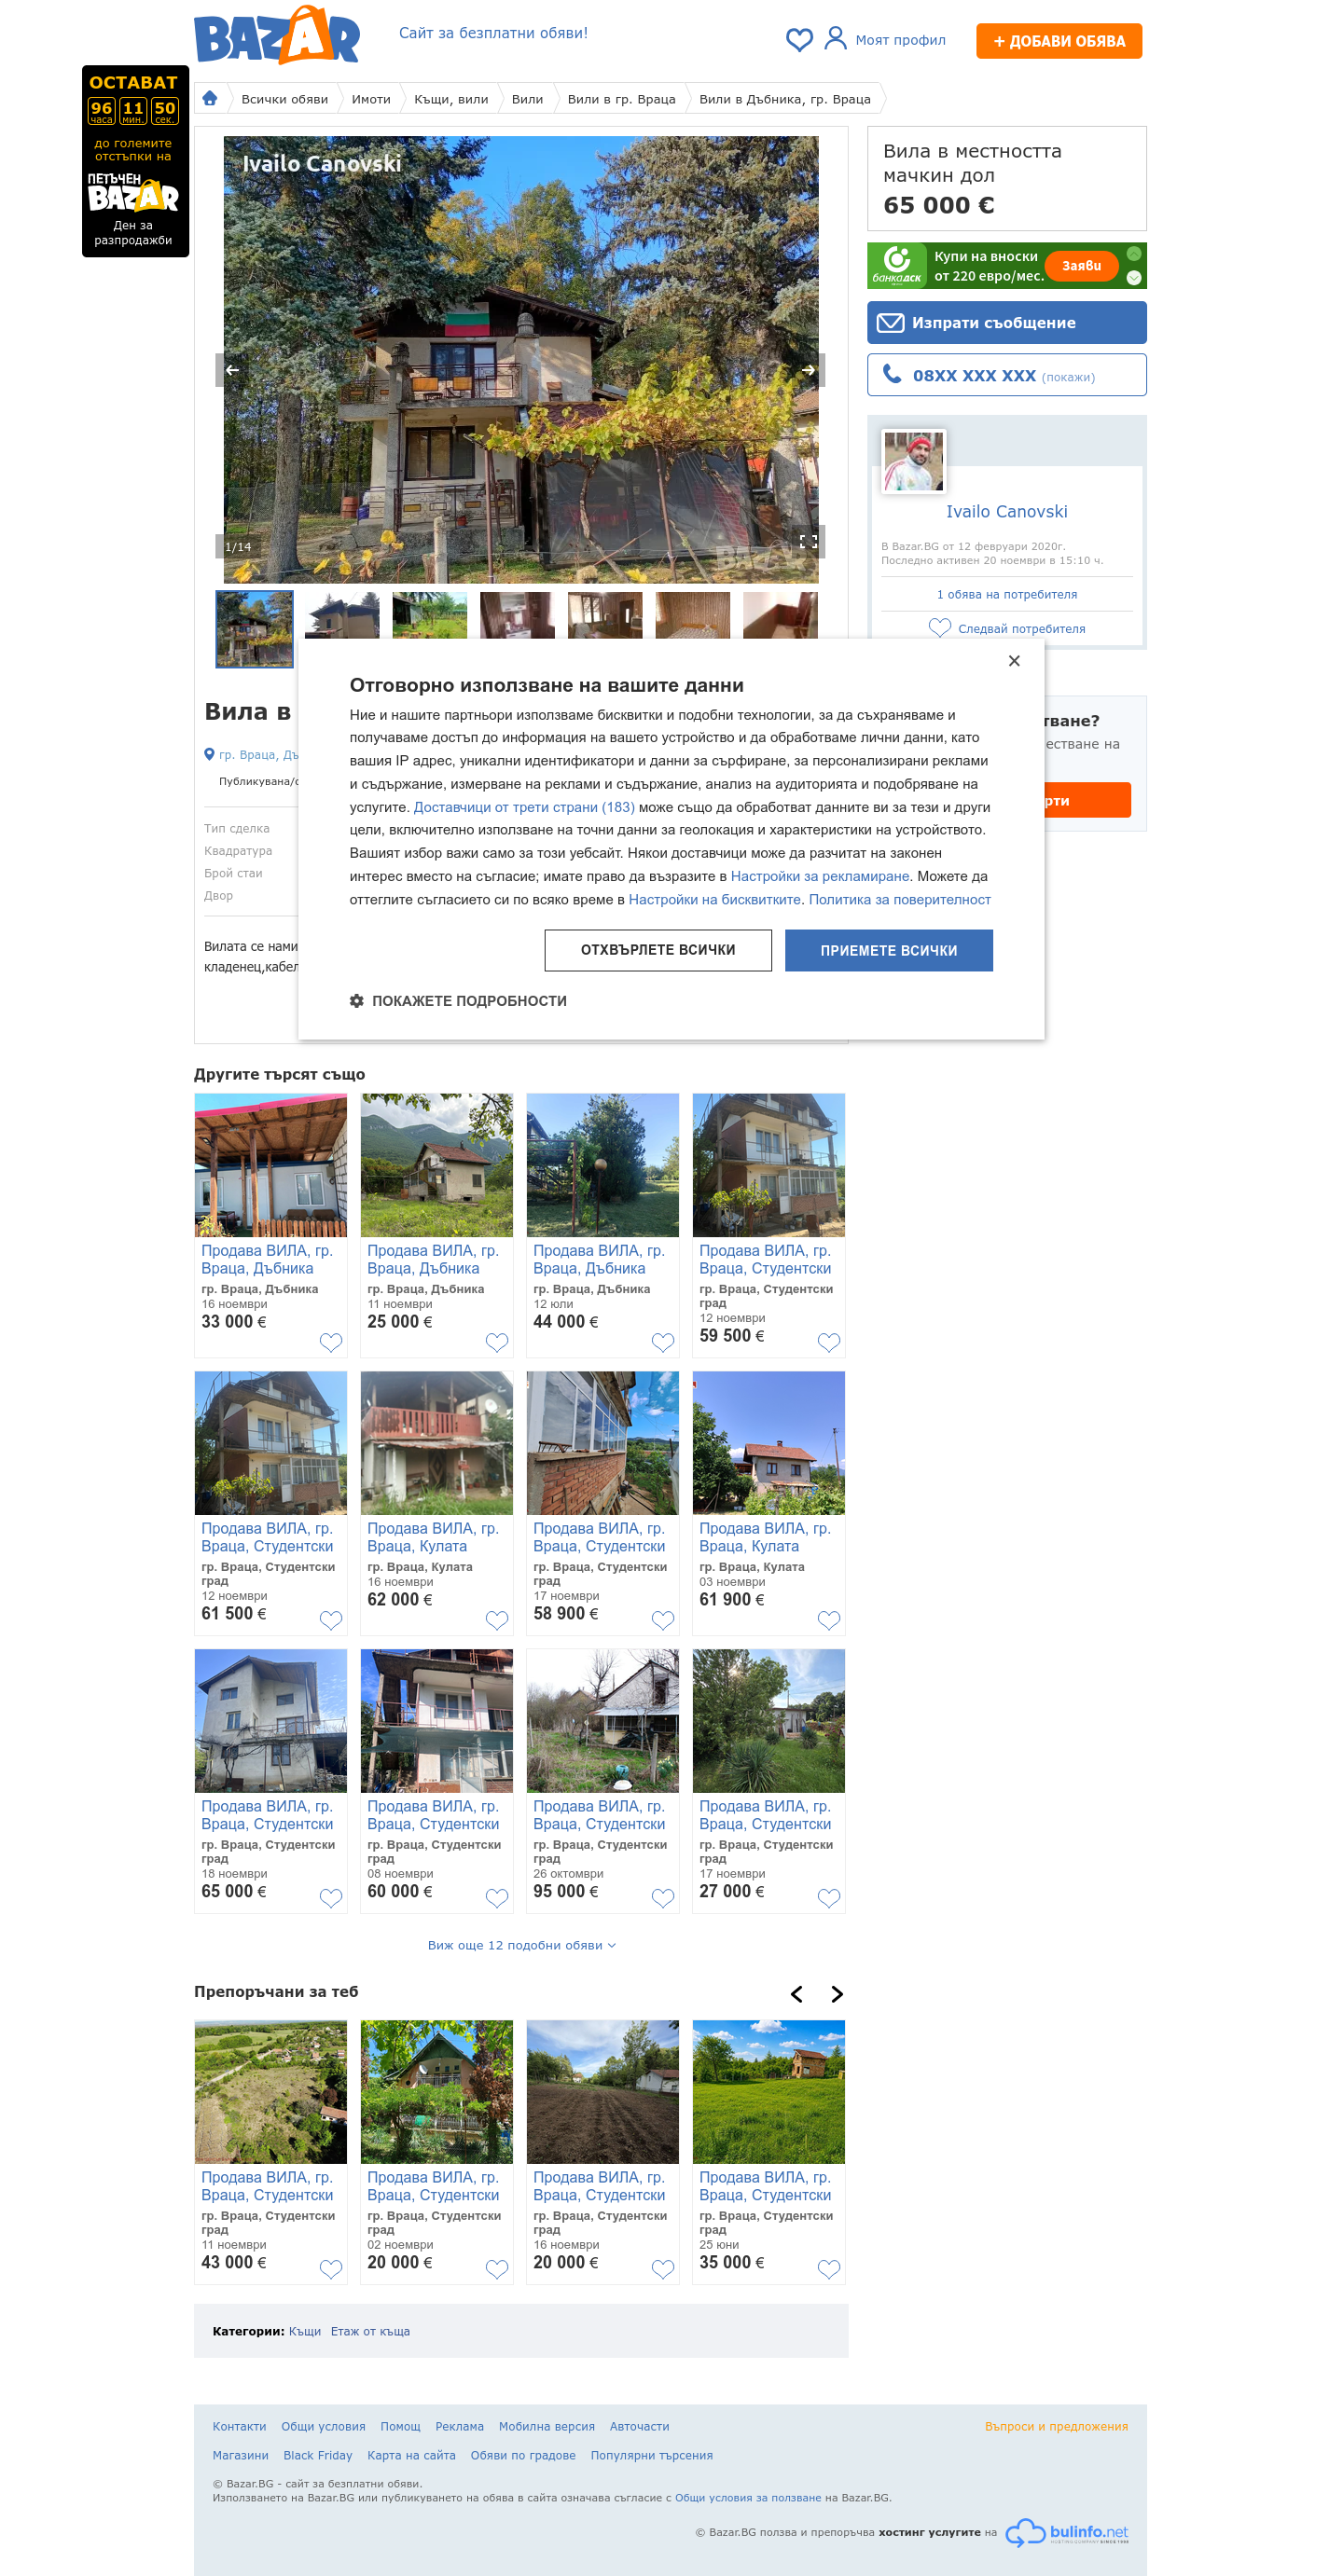 BAZAR
Сайт за безплатни обяви!
Моят профил
+ ДОБАВИ ОБЯВА
ОСТАВАТ
96 11 50
часа мин. сек.
до големите
отстъпки на
ПЕТЪЧЕН
BAZAR
Ден за
разпродажби
Всички обяви
Имоти
Къщи, вили
Вили
Вили в гр. Враца
Вили в Дъбника, гр. Враца
Ivailo Canovski
1/14
Вила в местността
мачкин дол
65 000 €
банка дск
Купи на вноски
от 220 евро/мес.
Заяви
Изпрати съобщение
08XX XXX XXX (покажи)
Ivailo Canovski
В Bazar.BG от 12 февруари 2020г.
Последно активен 20 ноември в 15:10 ч.
1 обява на потребителя
Следвай потребителя
Вила в
гр. Враца, Дъ
Публикувана/
Тип сделка
Квадратура
Брой стаи
Двор
Вилата се нами
кладенец,кабел
Отговорно използване на вашите данни
Ние и нашите партньори използваме бисквитки и подобни технологии, за да съхраняваме и
получаваме достъп до информация на вашето устройство и да обработваме лични данни, като
вашия IP адрес, уникални идентификатори и данни за сърфиране, за персонализирани реклами
и съдържание, измерване на реклами и съдържание, анализ на аудиторията и подобряване на
услугите. Доставчици от трети страни (183) може също да обработват данните ви за тези и други
цели, включително използване на точни данни за геолокация и характеристики на устройството.
Вашият избор важи само за този уебсайт. Някои доставчици може да разчитат на законен
интерес вместо на съгласие; имате право да възразите в Настройки за рекламиране. Можете да
оттеглите съгласието си по всяко време в Настройки на бисквитките. Политика за поверителност
ОТХВЪРЛЕТЕ ВСИЧКИ
ПРИЕМЕТЕ ВСИЧКИ
ПОКАЖЕТЕ ПОДРОБНОСТИ
тване?
естване на
рти
Другите търсят също
Продава ВИЛА, гр.
Враца, Дъбника
гр. Враца, Дъбника
16 ноември
33 000 €
Продава ВИЛА, гр.
Враца, Дъбника
гр. Враца, Дъбника
11 ноември
25 000 €
Продава ВИЛА, гр.
Враца, Дъбника
гр. Враца, Дъбника
12 юли
44 000 €
Продава ВИЛА, гр.
Враца, Студентски
гр. Враца, Студентски
град
12 ноември
59 500 €
Продава ВИЛА, гр.
Враца, Студентски
гр. Враца, Студентски
град
12 ноември
61 500 €
Продава ВИЛА, гр.
Враца, Кулата
гр. Враца, Кулата
16 ноември
62 000 €
Продава ВИЛА, гр.
Враца, Студентски
гр. Враца, Студентски
град
17 ноември
58 900 €
Продава ВИЛА, гр.
Враца, Кулата
гр. Враца, Кулата
03 ноември
61 900 €
Продава ВИЛА, гр.
Враца, Студентски
гр. Враца, Студентски
град
18 ноември
65 000 €
Продава ВИЛА, гр.
Враца, Студентски
гр. Враца, Студентски
град
08 ноември
60 000 €
Продава ВИЛА, гр.
Враца, Студентски
гр. Враца, Студентски
град
26 октомври
95 000 €
Продава ВИЛА, гр.
Враца, Студентски
гр. Враца, Студентски
град
17 ноември
27 000 €
Виж още 12 подобни обяви
Препоръчани за теб
Продава ВИЛА, гр.
Враца, Студентски
гр. Враца, Студентски
град
11 ноември
43 000 €
Продава ВИЛА, гр.
Враца, Студентски
гр. Враца, Студентски
град
02 ноември
20 000 €
Продава ВИЛА, гр.
Враца, Студентски
гр. Враца, Студентски
град
16 ноември
20 000 €
Продава ВИЛА, гр.
Враца, Студентски
гр. Враца, Студентски
град
25 юни
35 000 €
Категории: Къщи Етаж от къща
Контакти Общи условия Помощ Реклама Мобилна версия Авточасти
Въпроси и предложения
Магазини Black Friday Карта на сайта Обяви по градове Популярни търсения
© Bazar.BG - сайт за безплатни обяви.
Използването на Bazar.BG или публикуването на обява в сайта означава съгласие с Общи условия за ползване на Bazar.BG.
© Bazar.BG ползва и препоръчва хостинг услугите на
bulinfo.net